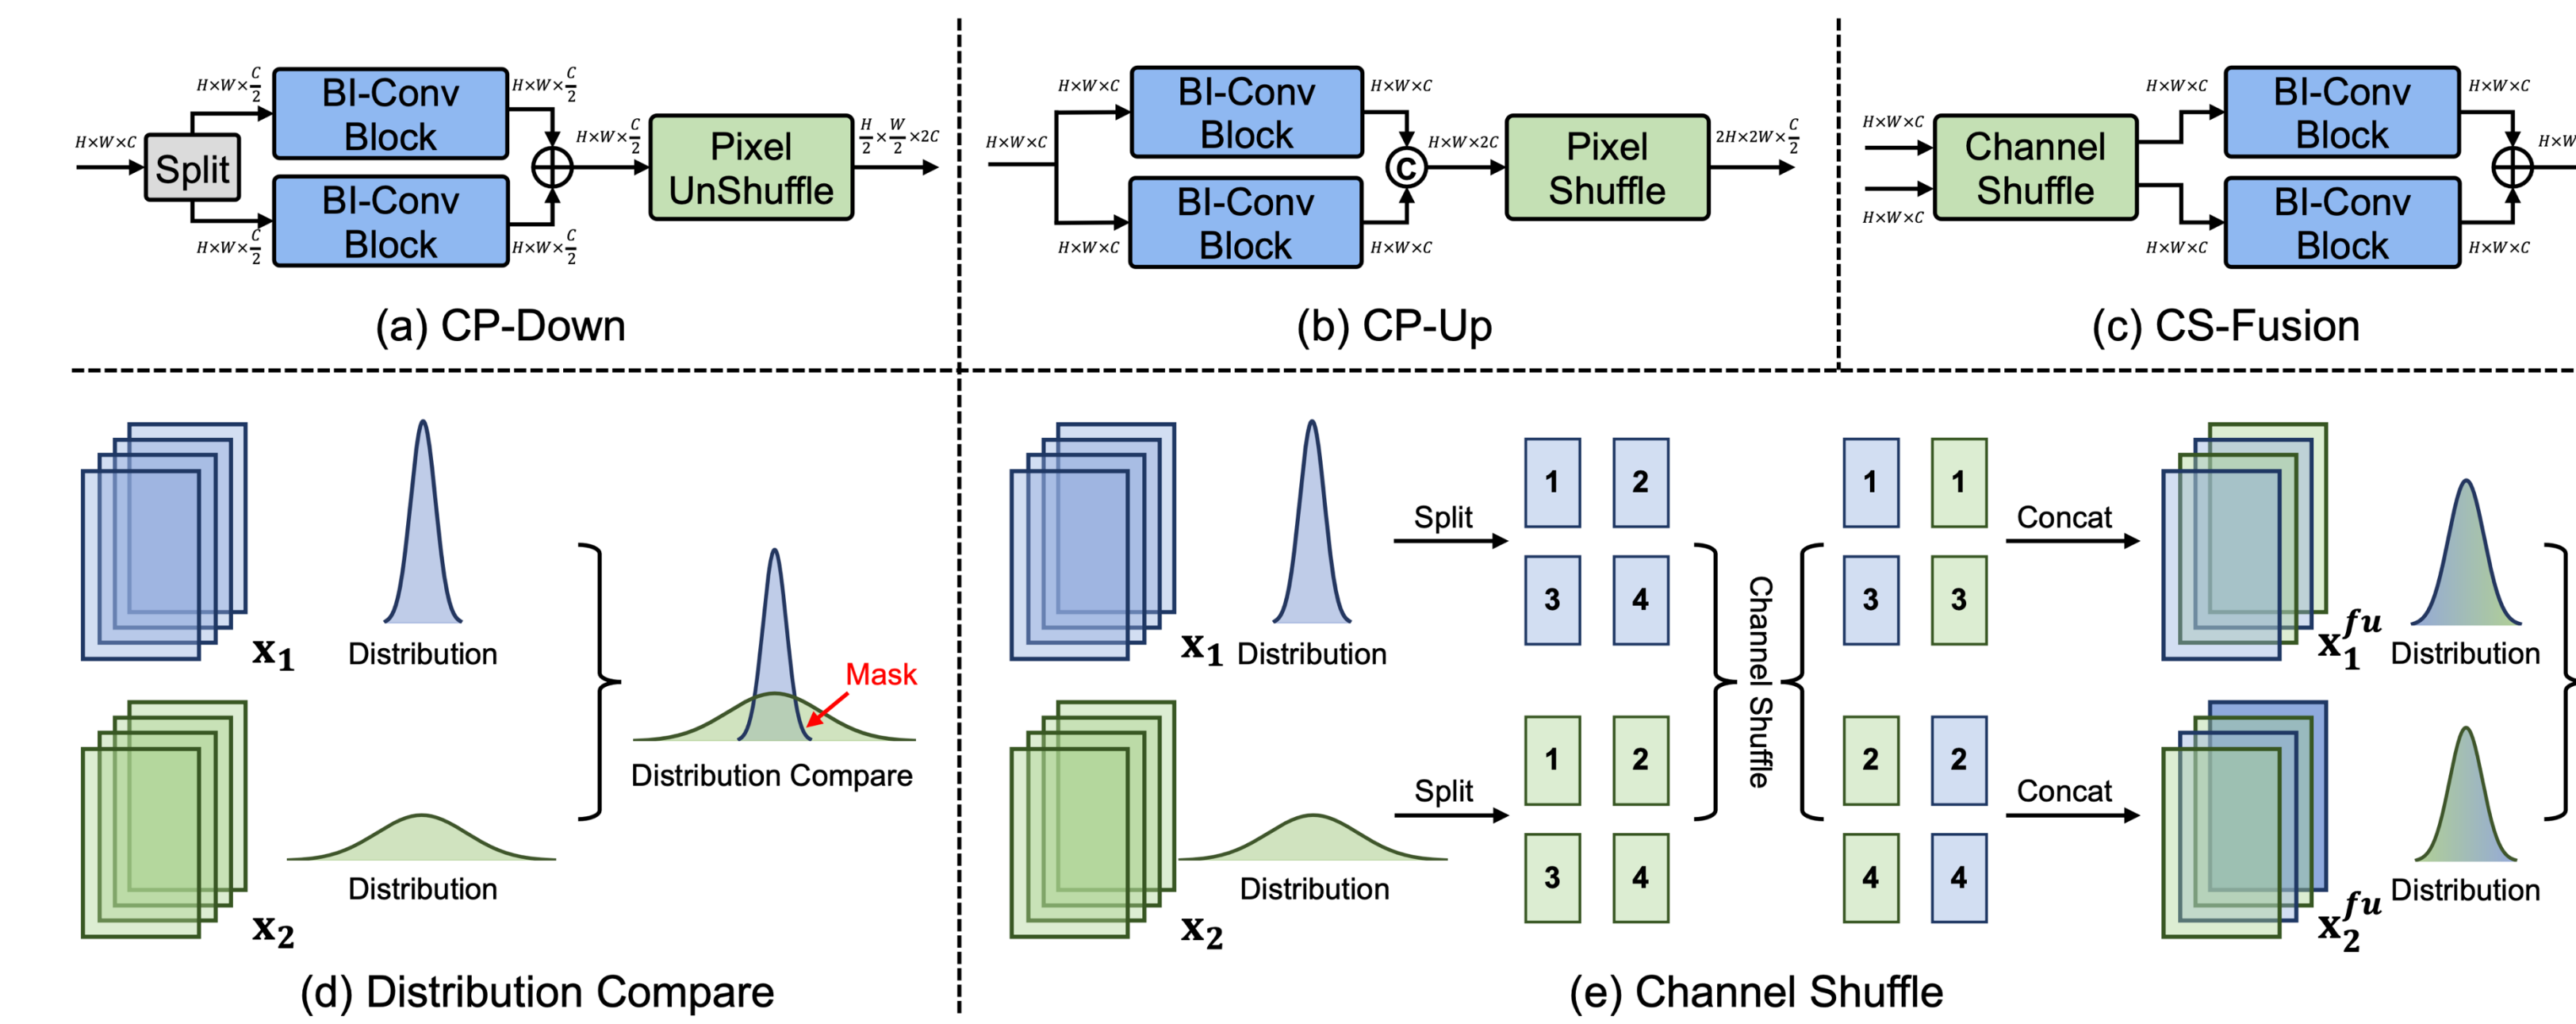 H×W×C
Split
H×W×C/2
H×W×C/2
BI-Conv
Block
BI-Conv
Block
H×W×C/2
H×W×C/2
H×W×C/2
Pixel
UnShuffle
H/2×W/2×2C
(a) CP-Down
H×W×C
H×W×C
H×W×C
BI-Conv
Block
BI-Conv
Block
H×W×C
H×W×C
C
H×W×2C
Pixel
Shuffle
2H×2W×C/2
(b) CP-Up
H×W×C
H×W×C
Channel
Shuffle
H×W×C
H×W×C
BI-Conv
Block
BI-Conv
Block
H×W×C
H×W×C
H×W
(c) CS-Fusion
x₁
Distribution
x₂
Distribution
Mask
Distribution Compare
(d) Distribution Compare
x₁
Distribution
Split
1 2
3 4
x₂
Distribution
Split
1 2
3 4
Channel Shuffle
1 1
3 3
Concat
x₁^fu
Distribution
2 2
4 4
Concat
x₂^fu
Distribution
(e) Channel Shuffle